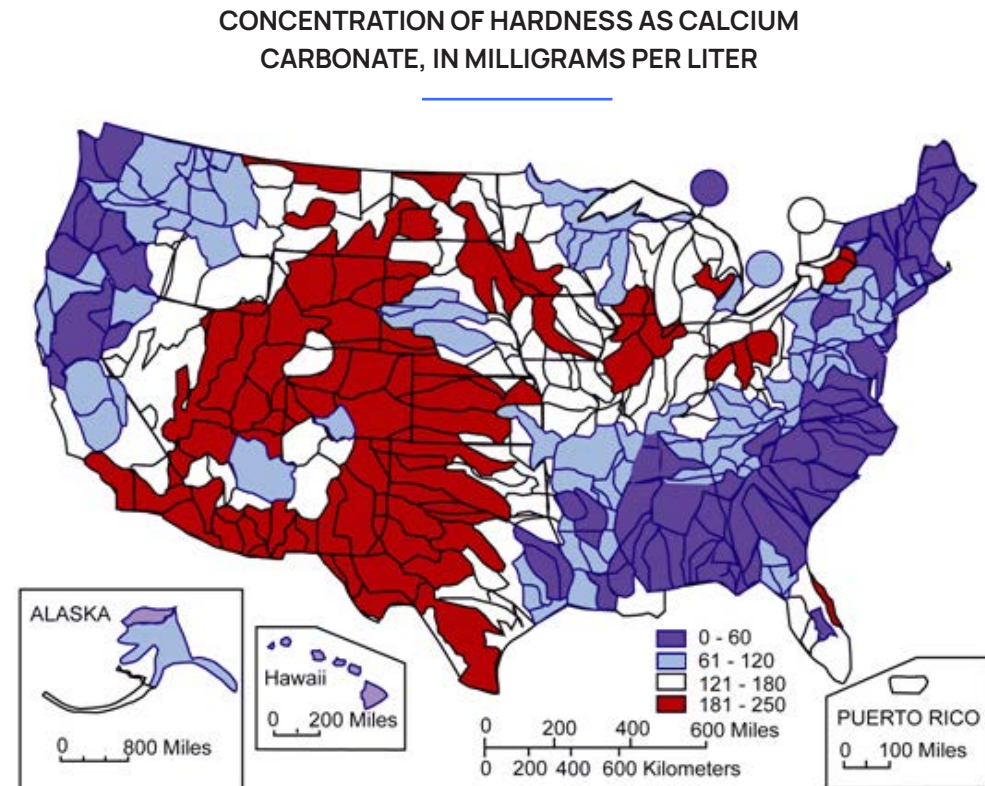 CONCENTRATION OF HARDNESS AS CALCIUM
CARBONATE, IN MILLIGRAMS PER LITER
ALASKA
0 800 Miles
Hawaii
0 200 Miles
0 - 60
61 - 120
121 - 180
181 - 250
0 200 400 600 Miles
0 200 400 600 Kilometers
PUERTO RICO
0 100 Miles